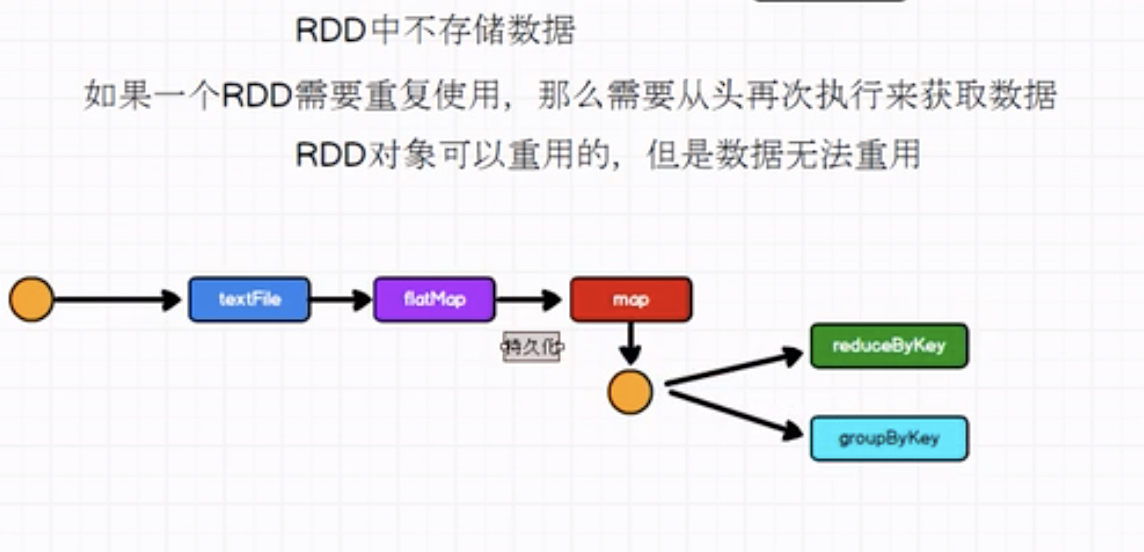 RDD中不存储数据
如果一个RDD需要重复使用，那么需要从头再次执行来获取数据
RDD对象可以重用的，但是数据无法重用
textFile
flatMap
map
持久化
reduceByKey
groupByKey